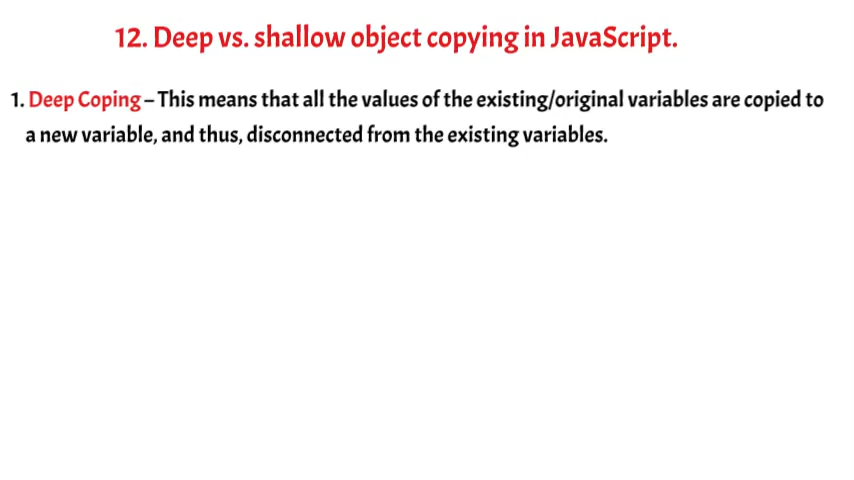 12. Deep vs. shallow object copying in JavaScript.
1. Deep Coping – This means that all the values of the existing/original variables are copied to
a new variable, and thus, disconnected from the existing variables.